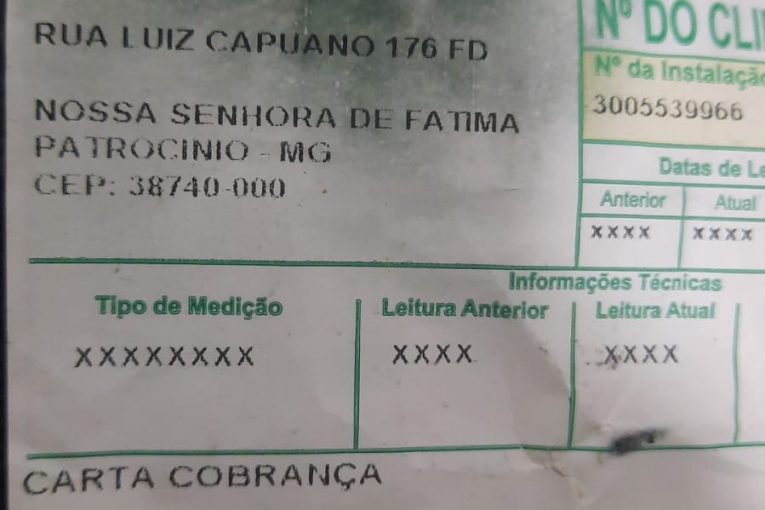 RUA LUIZ CAPUANO 176 FD
NOSSA SENHORA DE FATIMA
PATROCINIO - MG
CEP: 38740-000
Nº DO CLI
Nº da Instalação
3005539966
Datas de Le
Anterior Atual
XXXX XXXX
Informações Técnicas
Tipo de Medição Leitura Anterior Leitura Atual
XXXXXXXX XXXX XXXX
CARTA COBRANÇA